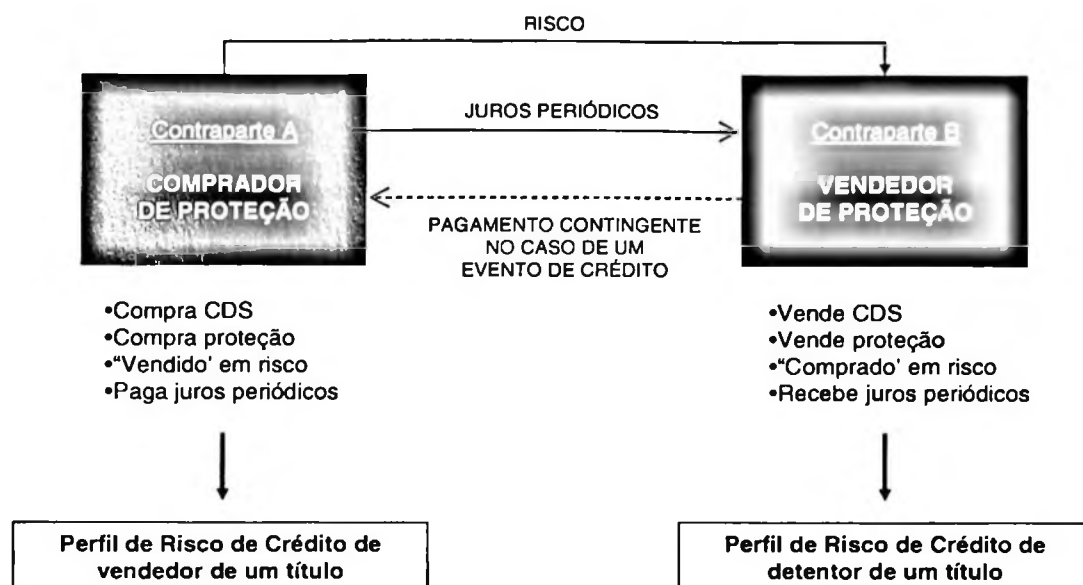 RISCO
Contraparte A
COMPRADOR
DE PROTEÇÃO
JUROS PERIÓDICOS
PAGAMENTO CONTINGENTE
NO CASO DE UM
EVENTO DE CRÉDITO
Contraparte B
VENDEDOR
DE PROTEÇÃO
•Compra CDS
•Compra proteção
•"Vendido' em risco
•Paga juros periódicos
•Vende CDS
•Vende proteção
•"Comprado' em risco
•Recebe juros periódicos
Perfil de Risco de Crédito de
vendedor de um título
Perfil de Risco de Crédito de
detentor de um título